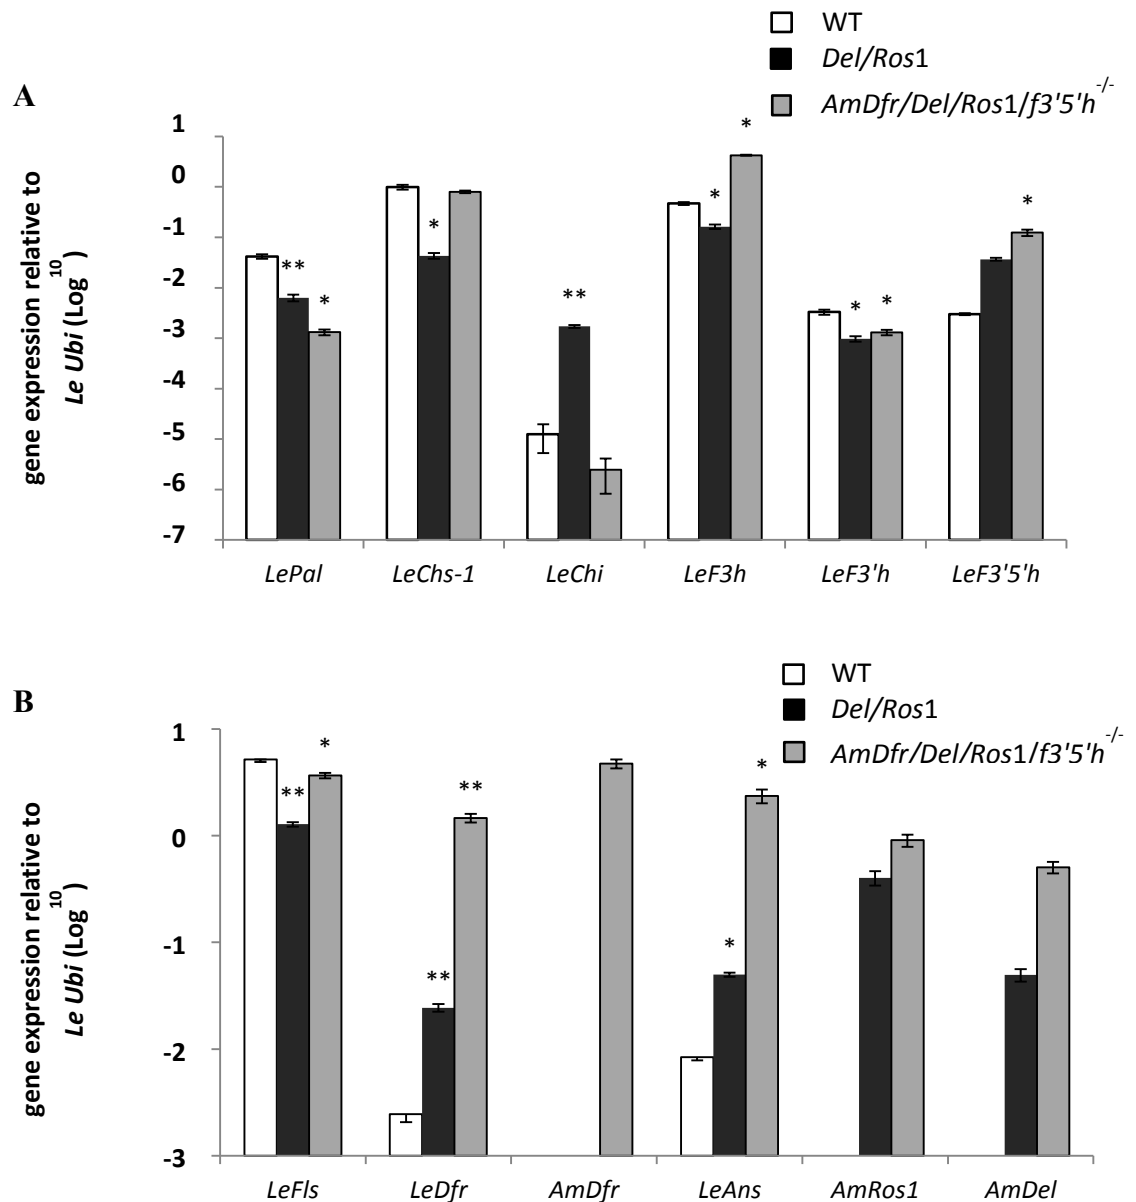 WT
Del/Ros1
AmDfr/Del/Ros1/f3'5'h-/-
A
gene expression relative to
Le Ubi (Log10)
1
0
-1
-2
-3
-4
-5
-6
-7
**
*
*
**
*
*
*
*
*
LePal
LeChs-1
LeChi
LeF3h
LeF3'h
LeF3'5'h
WT
Del/Ros1
AmDfr/Del/Ros1/f3'5'h-/-
B
gene expression relative to
Le Ubi (Log10)
1
0
-1
-2
-3
**
*
**
**
*
*
LeFls
LeDfr
AmDfr
LeAns
AmRos1
AmDel